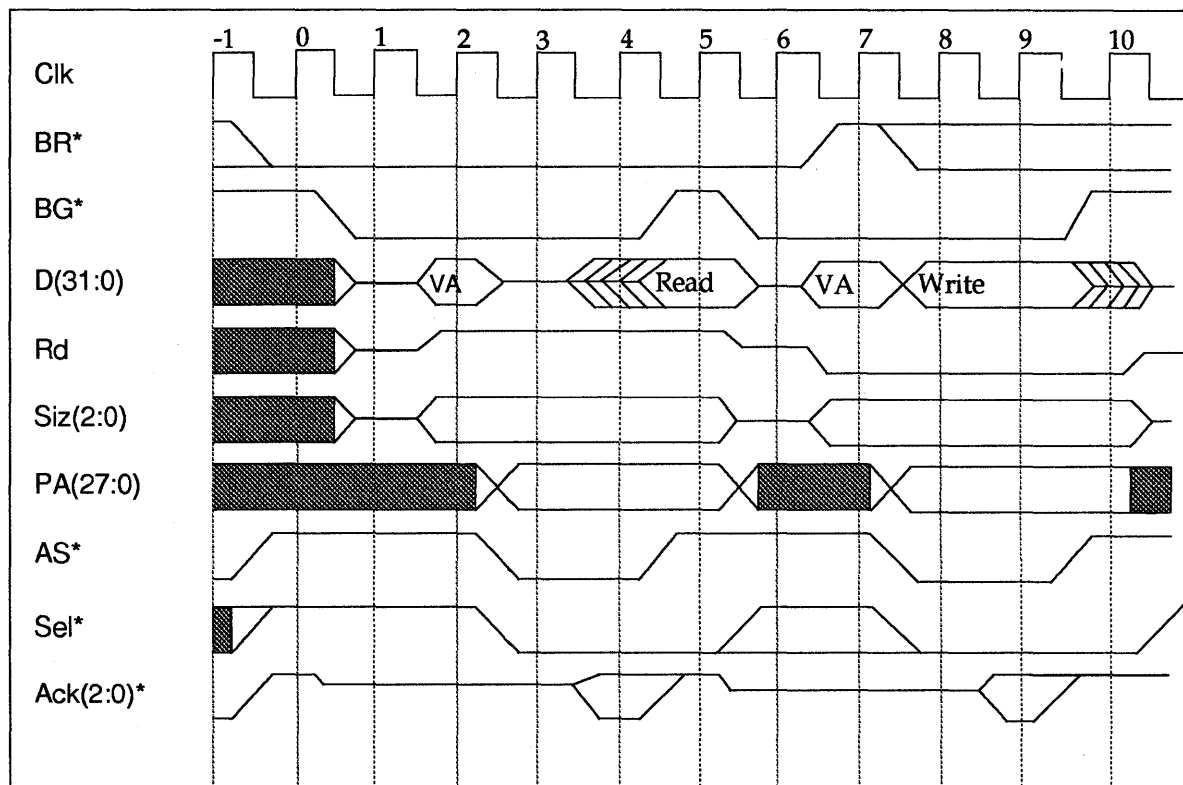 -1 0 1 2 3 4 5 6 7 8 9 10
Clk
BR*
BG*
D(31:0) VA Read VA Write
Rd
Siz(2:0)
PA(27:0)
AS*
Sel*
Ack(2:0)*